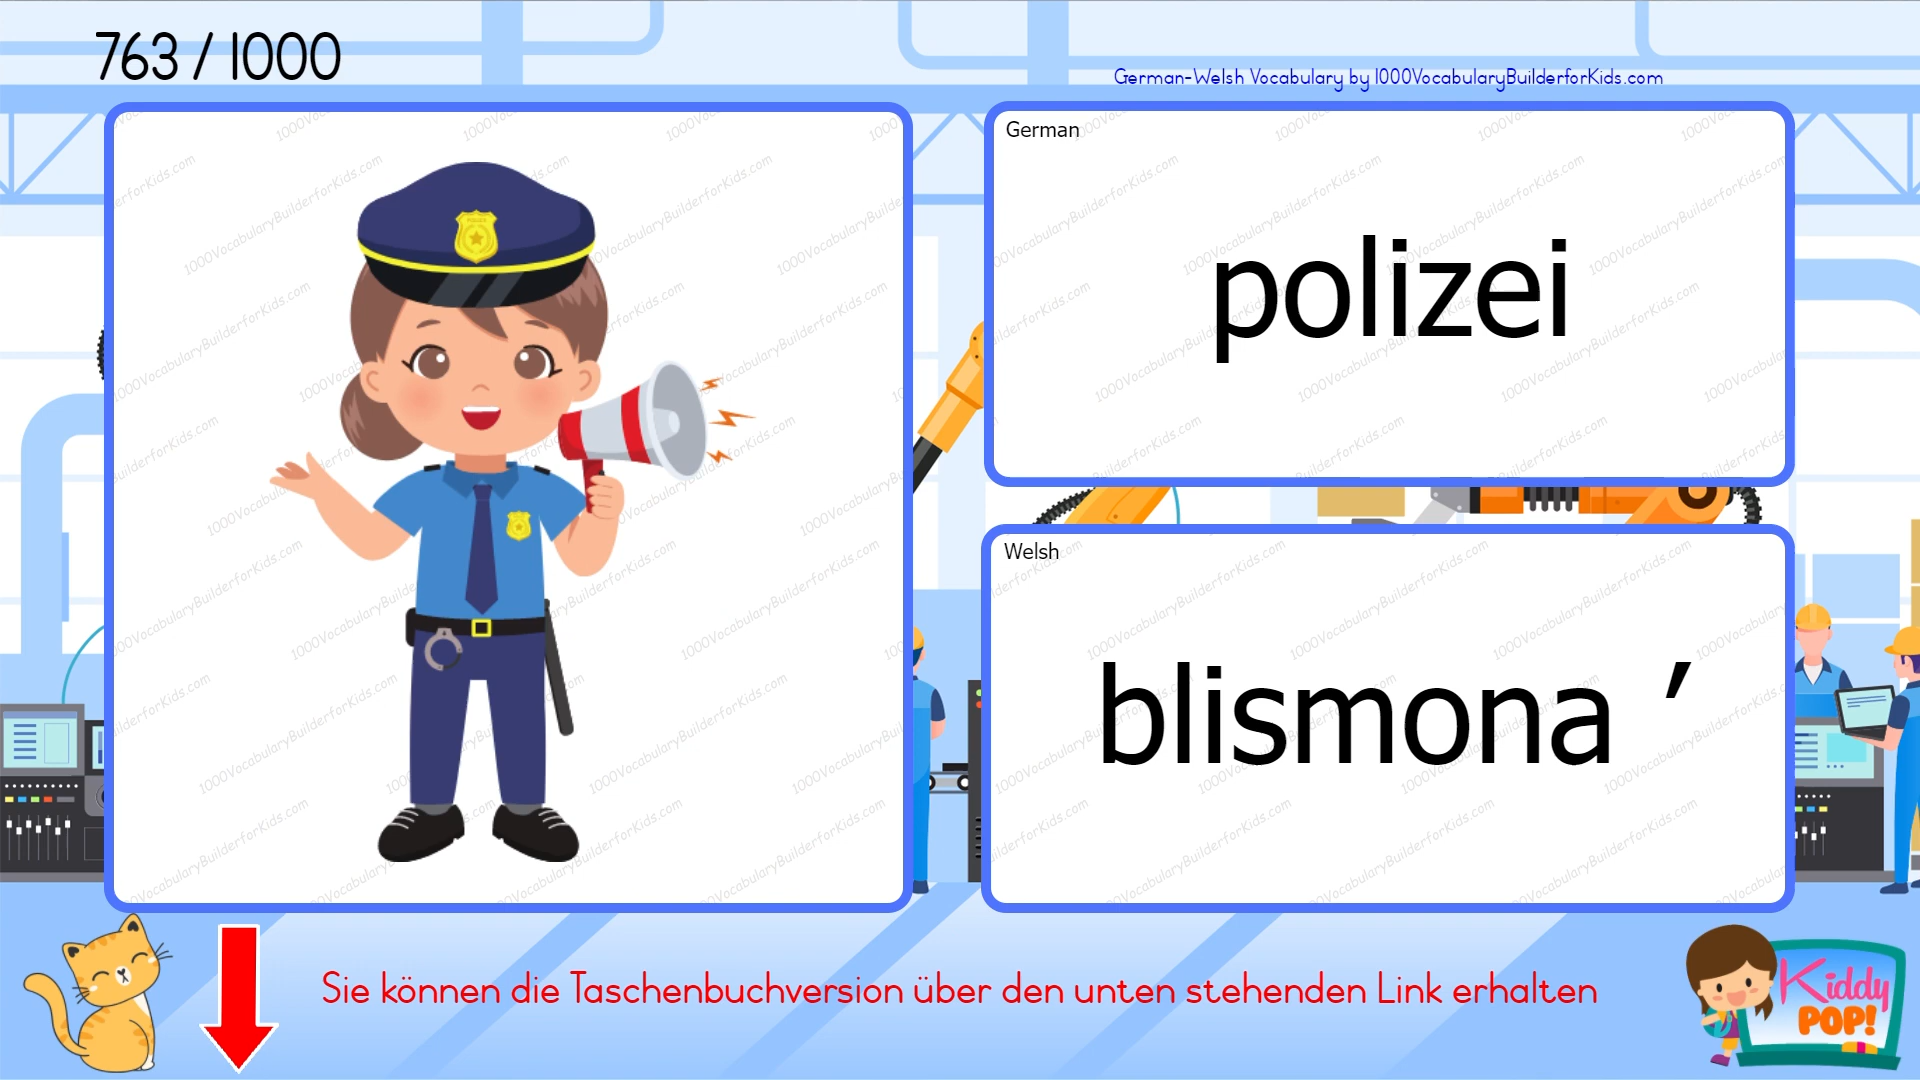 763 / 1000
German-Welsh Vocabulary by 1000VocabularyBuilderforKids.com
German
polizei
Welsh
blismona ′
Sie können die Taschenbuchversion über den unten stehenden Link erhalten
Kiddy
POP!